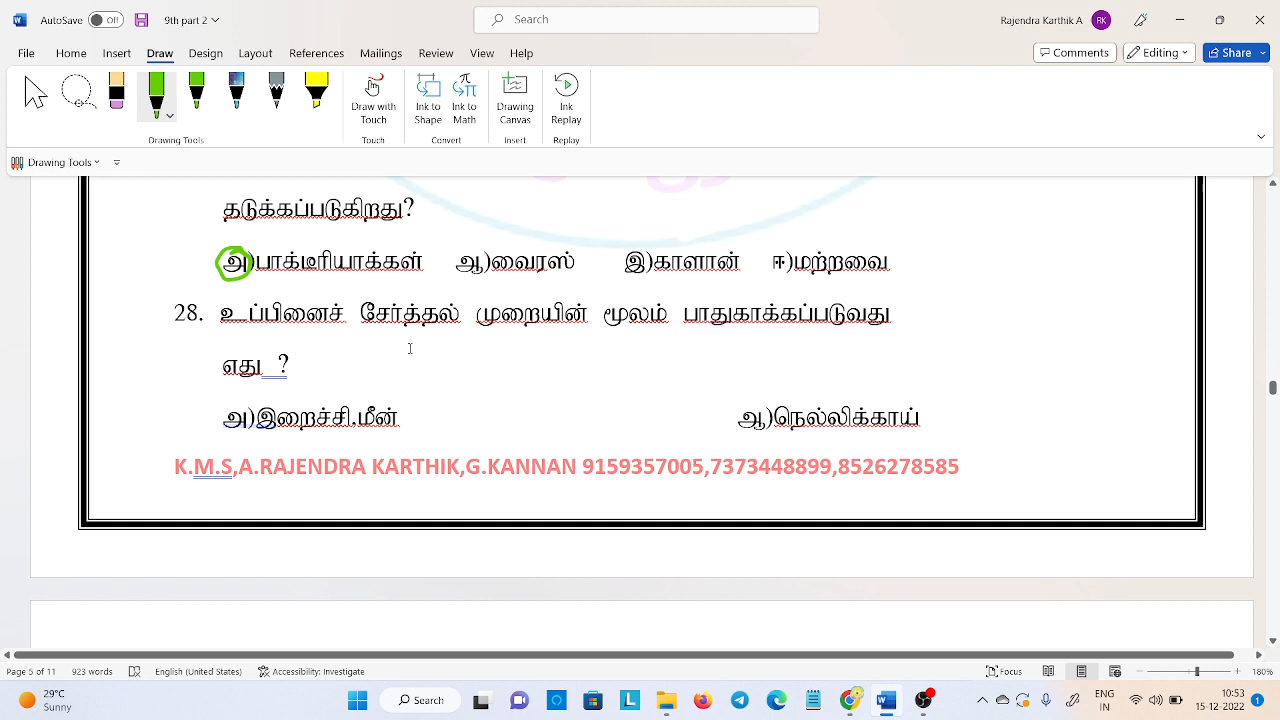 AutoSave Off 9th part 2 Search Rajendra Karthik A RK
File Home Insert Draw Design Layout References Mailings Review View Help Comments Editing Share
Draw with Touch Ink to Shape Ink to Math Drawing Canvas Ink Replay
Drawing Tools Touch Convert Insert Replay
Drawing Tools
தடுக்கப்படுகிறது?
அ)பாக்டீரியாக்கள் ஆ)வைரஸ் இ)காளான் ஈ)மற்றவை
28. உப்பினைச் சேர்த்தல் முறையின் மூலம் பாதுகாக்கப்படுவது
எது ?
அ)இறைச்சி,மீன் ஆ)நெல்லிக்காய்
K.M.S,A.RAJENDRA KARTHIK,G.KANNAN 9159357005,7373448899,8526278585
Page 5 of 11 923 words English (United States) Accessibility: Investigate Focus 180%
29°C Sunny Search ENG IN 10:53 15-12-2022 1